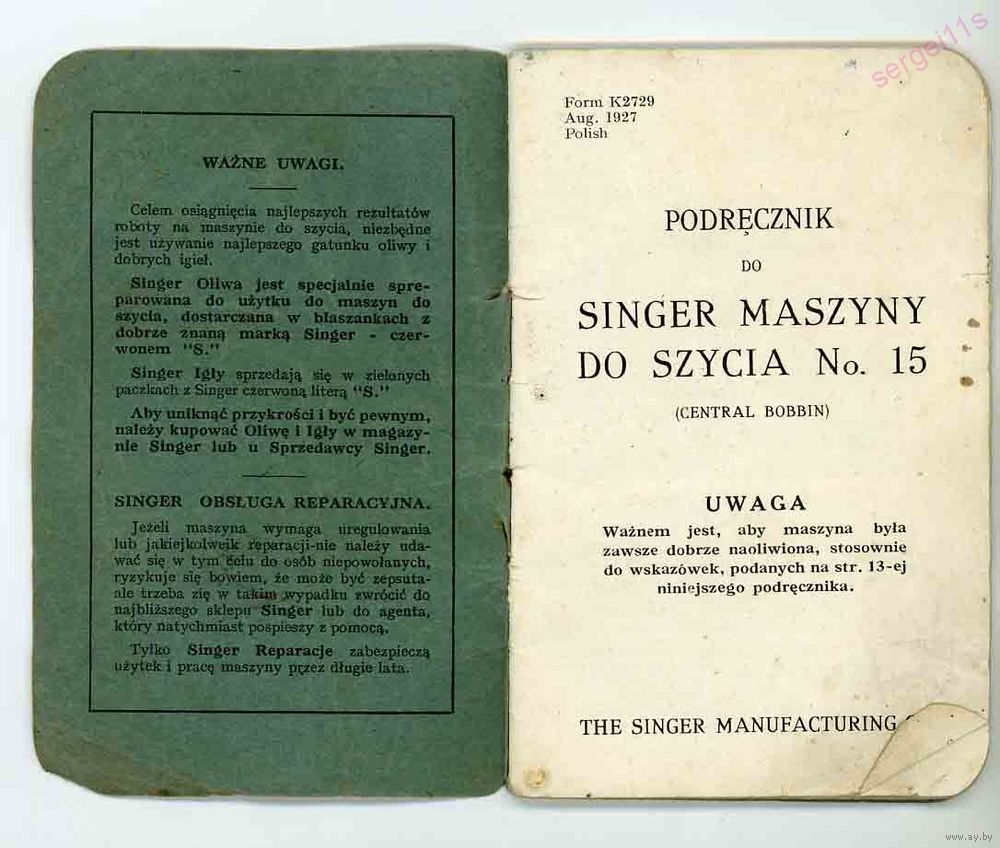 WAŻNE UWAGI.
Celem osiągnięcia najlepszych rezultatów
roboty na maszynie do szycia, niezbędne
jest używanie najlepszego gatunku oliwy i
dobrych igieł.
Singer Oliwa jest specjalnie spre-
parowana do użytku do maszyn do
szycia, dostarczana w blaszankach z
dobrze znaną marką Singer - czer-
wonem "S."
Singer Igły sprzedają się w zielonych
paczkach z Singer czerwoną literą "S."
Aby uniknąć przykrości i być pewnym,
należy kupować Oliwę i Igły w magazy-
nie Singer lub u Sprzedawcy Singer.
SINGER OBSŁUGA REPARACYJNA.
Jeżeli maszyna wymaga uregulowania
lub jakiejkolwejk reparacji-nie należy uda-
wać się w tym celu do osób niepowołanych,
ryzykuje się bowiem, że może być zepsuta-
ale trzeba zię w takim wypadku zwrócić do
najbliższego sklepu Singer lub do agenta,
który natychmiast pospieszy z pomocą.
Tylko Singer Reparacje zabezpieczą
użytek i pracę maszyny przez długie lata.
Form K2729
Aug. 1927
Polish
PODRĘCZNIK
DO
SINGER MASZYNY
DO SZYCIA No. 15
(CENTRAL BOBBIN)
UWAGA
Ważnem jest, aby maszyna była
zawsze dobrze naoliwiona, stosownie
do wskazówek, podanych na str. 13-ej
niniejszego podręcznika.
THE SINGER MANUFACTURING
sergei11s
www.ay.by